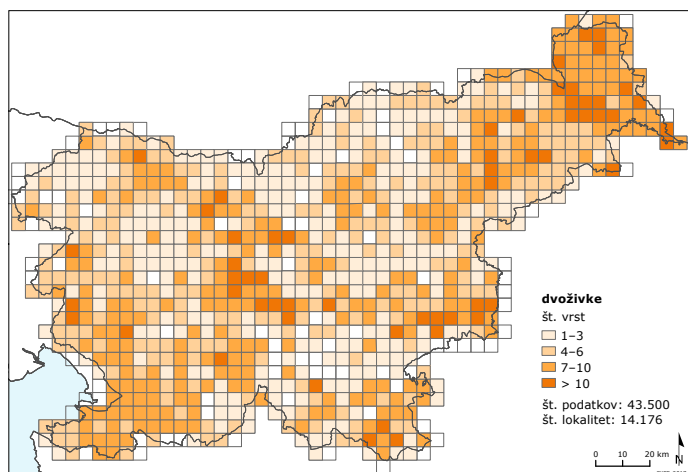 dvoživke
št. vrst
1–3
4–6
7–10
> 10
št. podatkov: 43.500
št. lokalitet: 14.176
0 10 20 km
N